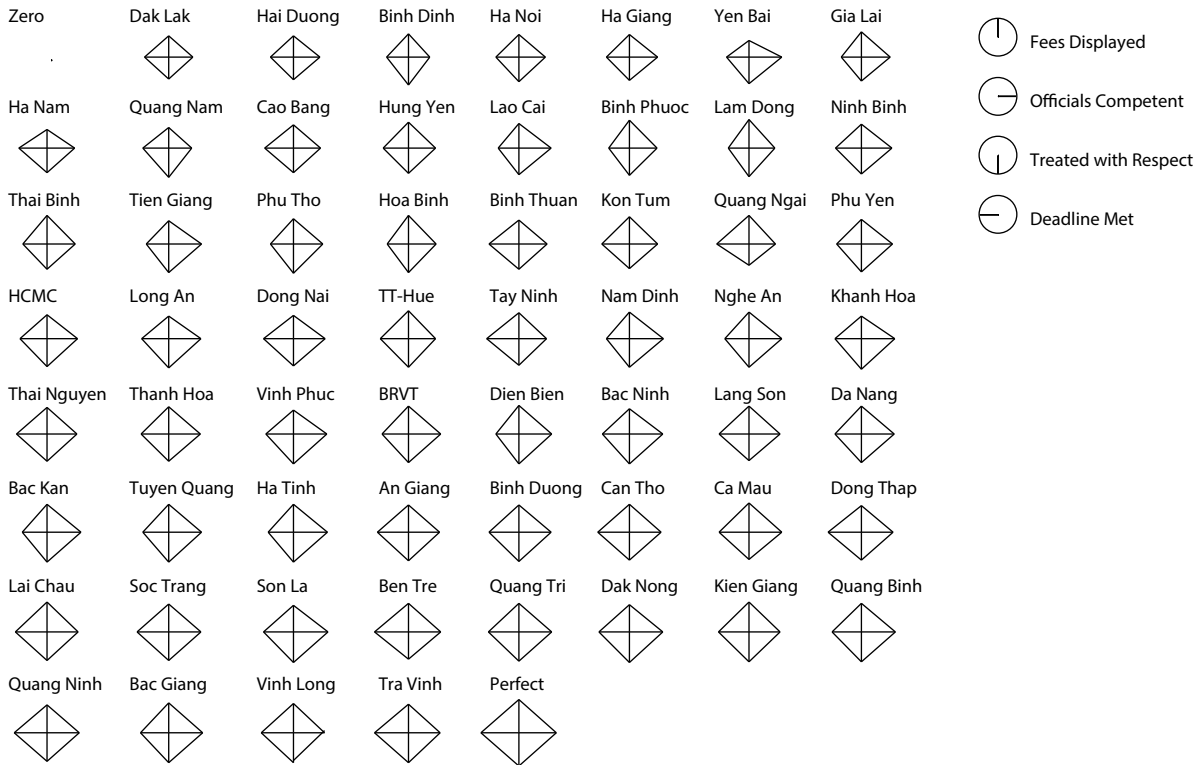 Zero Dak Lak Hai Duong Binh Dinh Ha Noi Ha Giang Yen Bai Gia Lai
Ha Nam Quang Nam Cao Bang Hung Yen Lao Cai Binh Phuoc Lam Dong Ninh Binh
Thai Binh Tien Giang Phu Tho Hoa Binh Binh Thuan Kon Tum Quang Ngai Phu Yen
HCMC Long An Dong Nai TT-Hue Tay Ninh Nam Dinh Nghe An Khanh Hoa
Thai Nguyen Thanh Hoa Vinh Phuc BRVT Dien Bien Bac Ninh Lang Son Da Nang
Bac Kan Tuyen Quang Ha Tinh An Giang Binh Duong Can Tho Ca Mau Dong Thap
Lai Chau Soc Trang Son La Ben Tre Quang Tri Dak Nong Kien Giang Quang Binh
Quang Ninh Bac Giang Vinh Long Tra Vinh Perfect
Fees Displayed
Officials Competent
Treated with Respect
Deadline Met